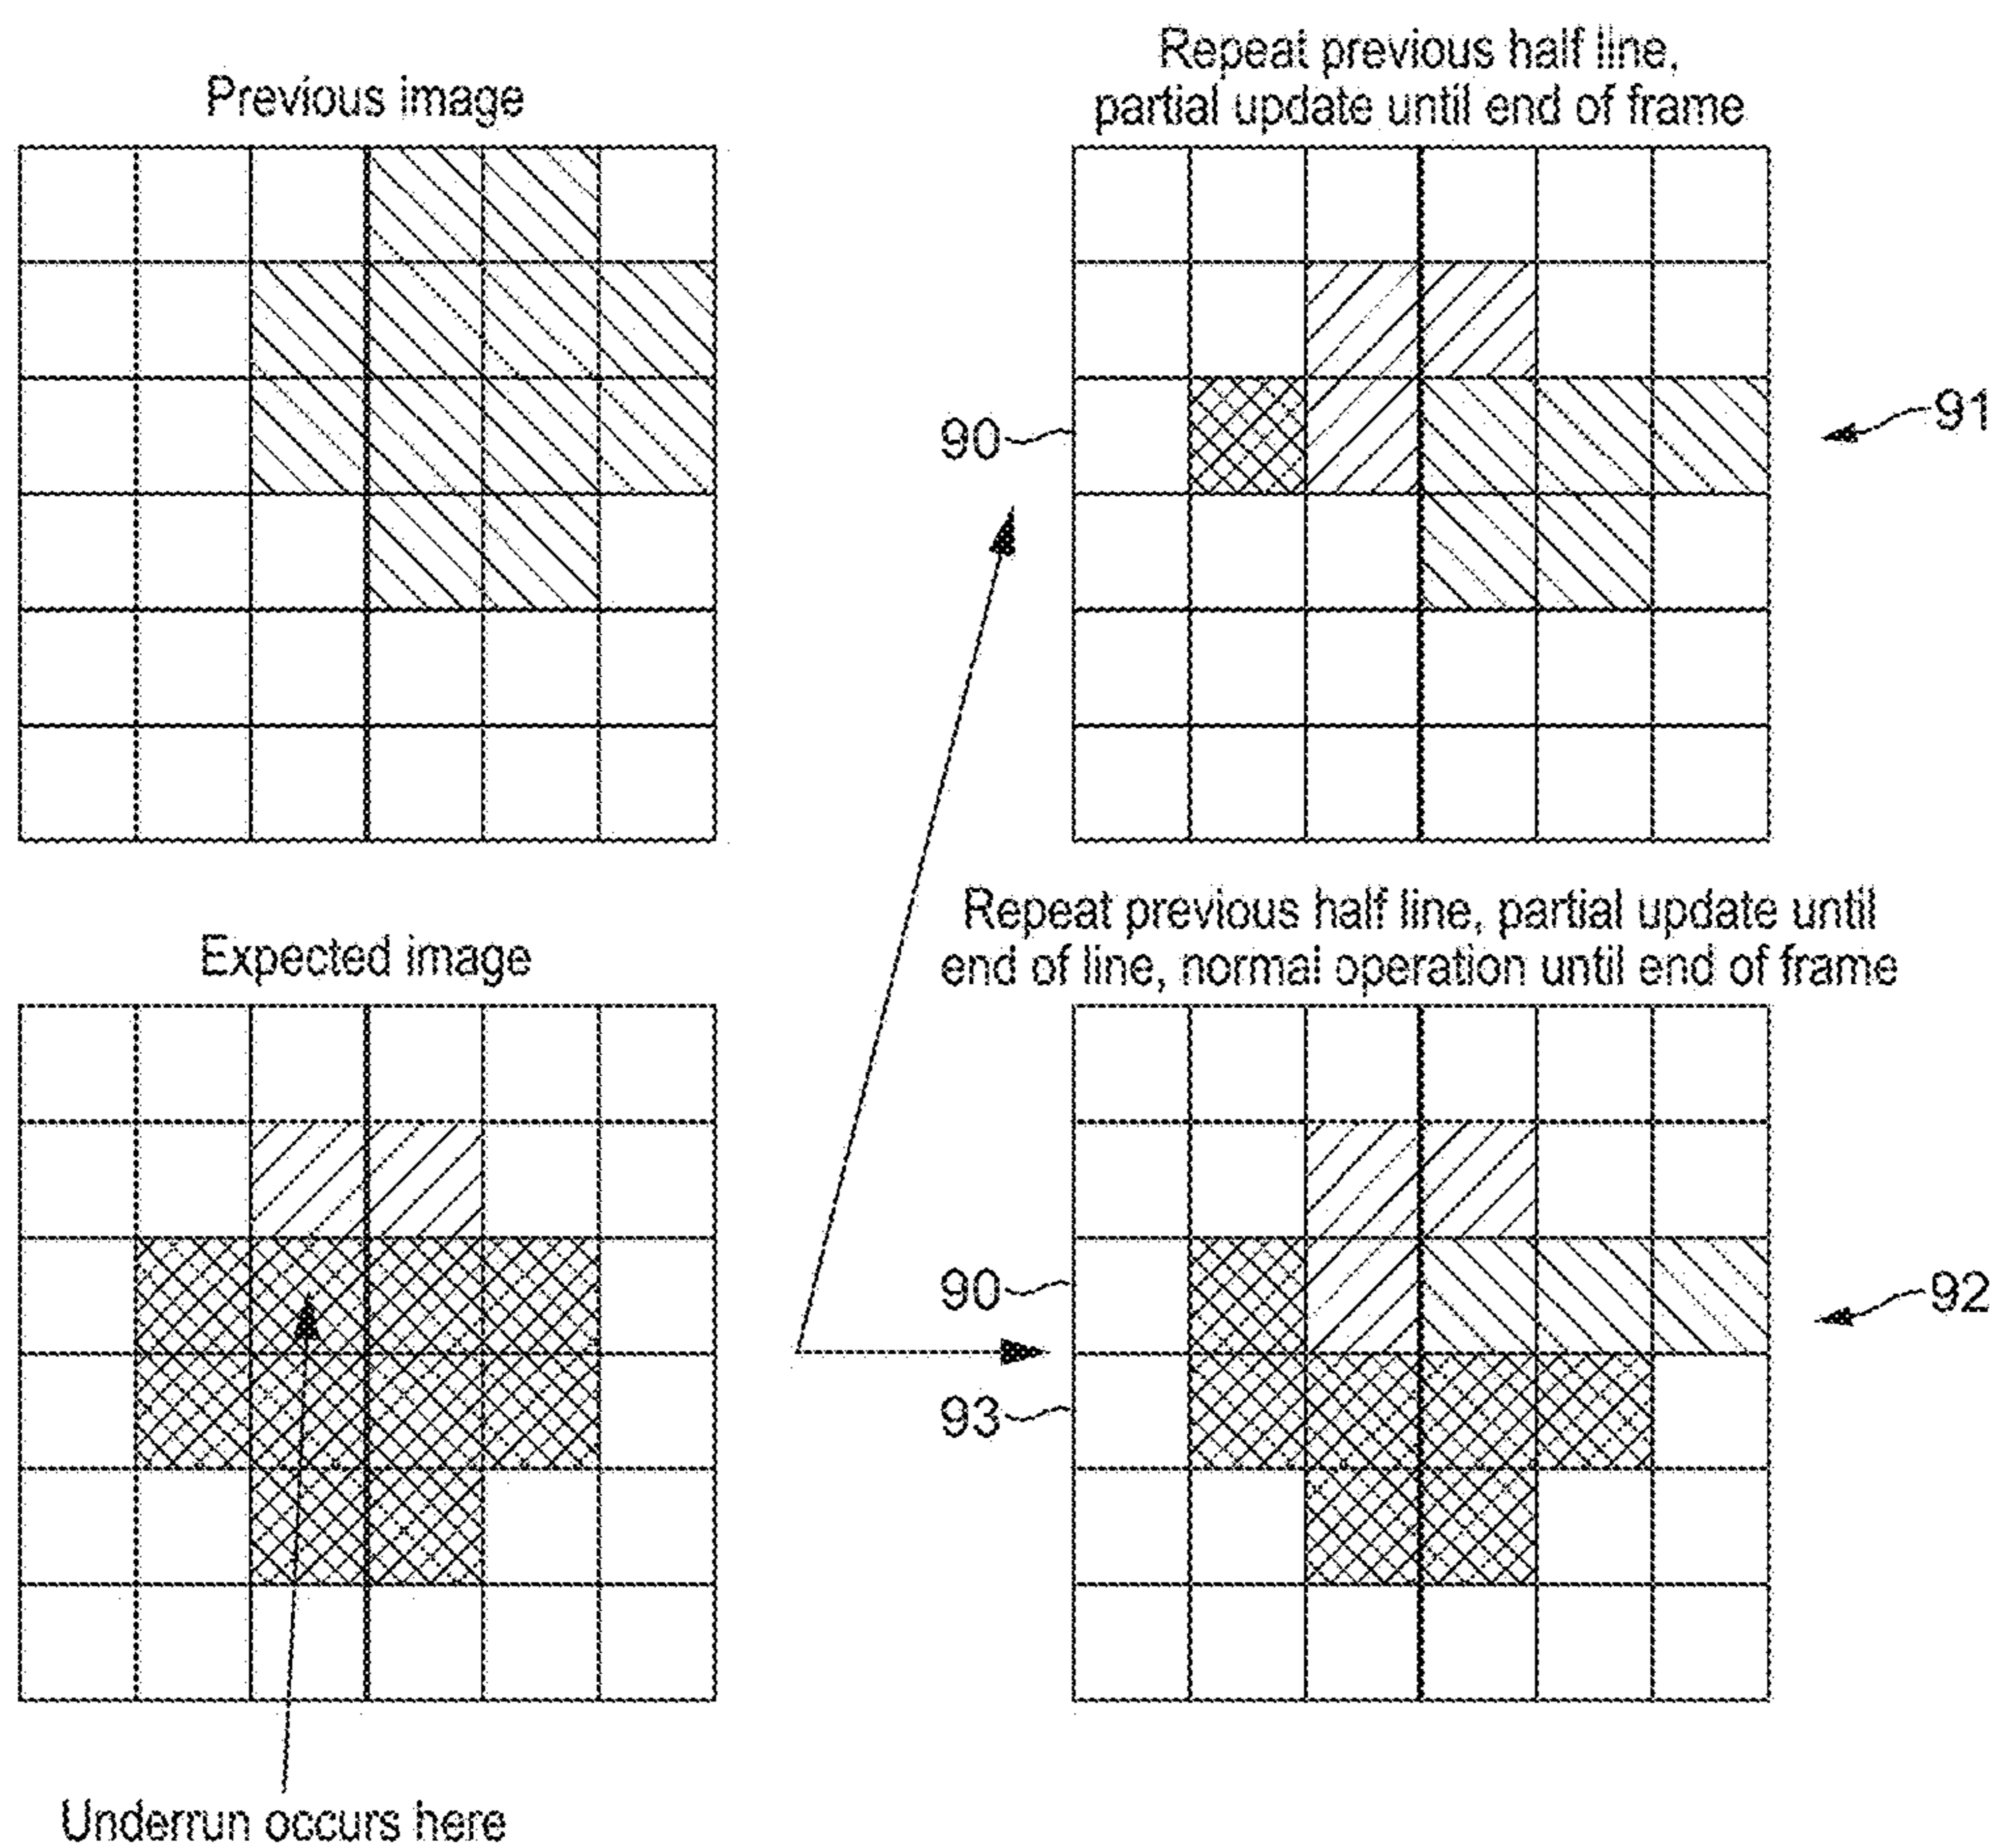 Previous image
Repeat previous half line,
partial update until end of frame
90
91
Expected image
Repeat previous half line, partial update until
end of line, normal operation until end of frame
90
92
93
Underrun occurs here